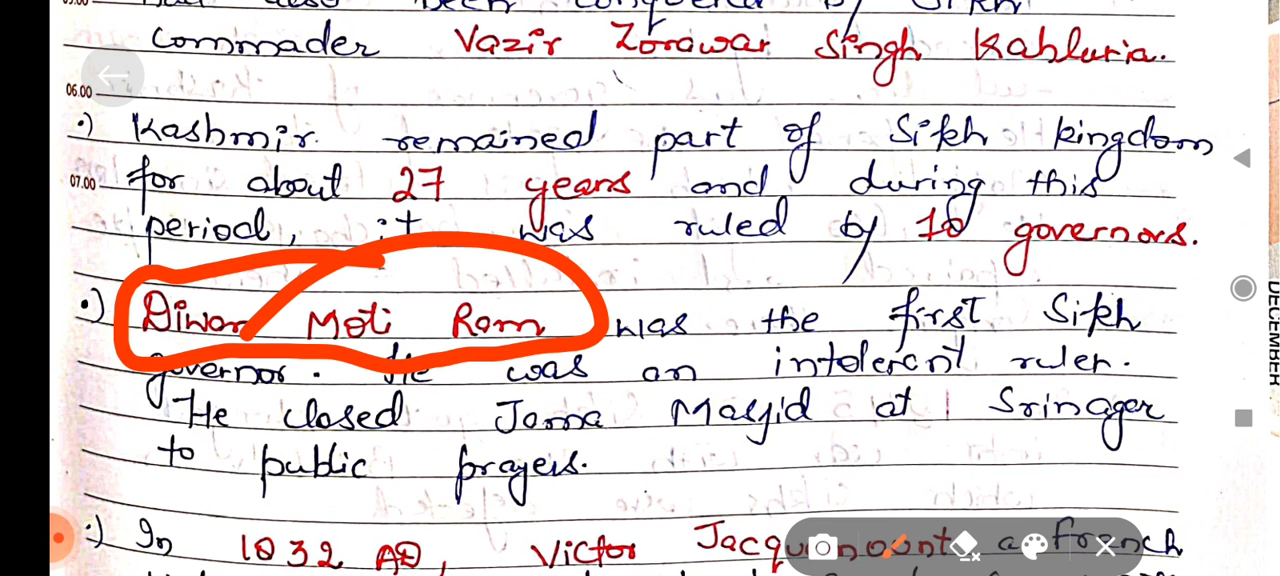 commader Vazir Zorawar Singh Kahluria.
06.00
Kashmir remained part of Sikh kingdom
07.00 for about 27 years and during this
period, it was ruled by 10 governors.
Diwan Moti Ram was the first Sikh
governor. He was an intolerant ruler.
He closed Jama Masjid at Srinager
to public prayers.
In 1832 AD, Victor Jacquemont a french
DECEMBER